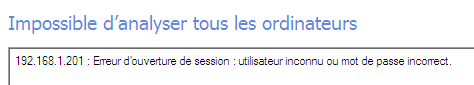 Impossible d’analyser tous les ordinateurs
192.168.1.201 : Erreur d'ouverture de session : utilisateur inconnu ou mot de passe incorrect.